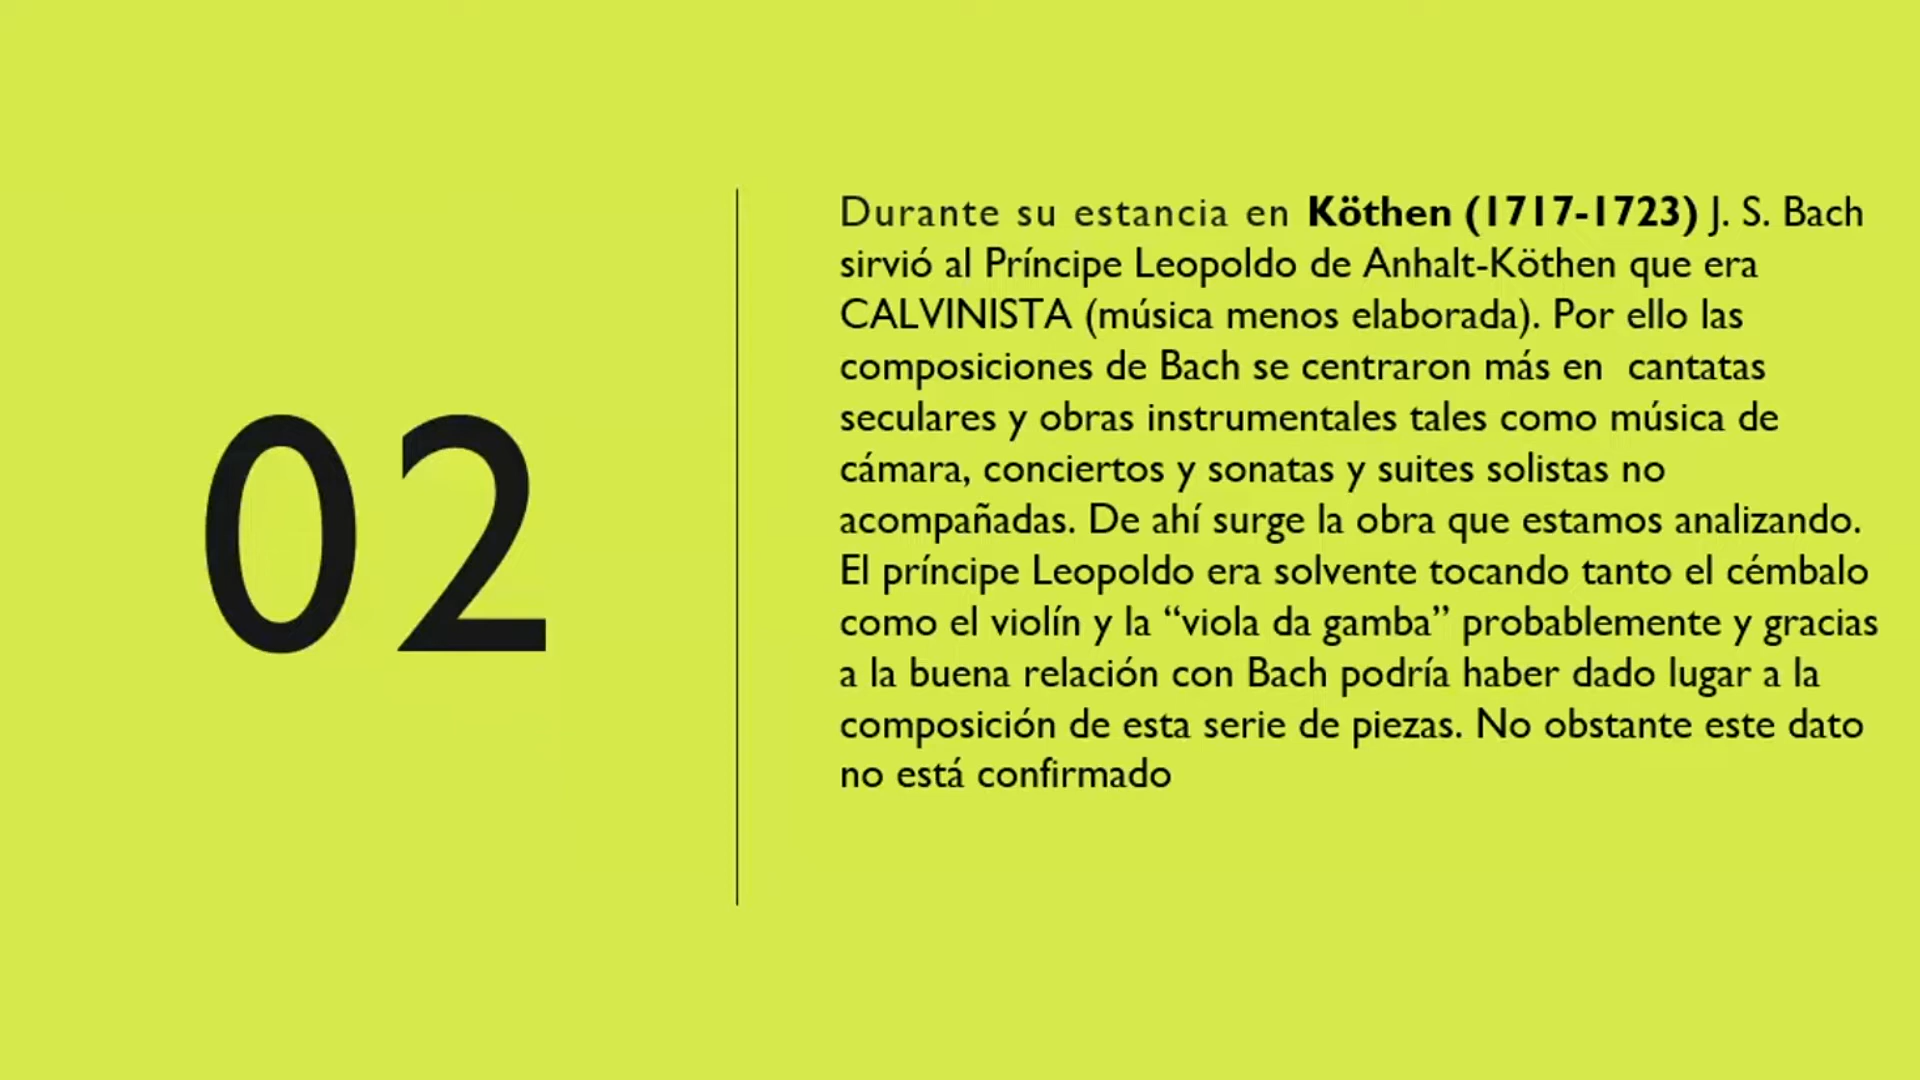 02
Durante su estancia en Köthen (1717-1723) J. S. Bach
sirvió al Príncipe Leopoldo de Anhalt-Köthen que era
CALVINISTA (música menos elaborada). Por ello las
composiciones de Bach se centraron más en  cantatas
seculares y obras instrumentales tales como música de
cámara, conciertos y sonatas y suites solistas no
acompañadas. De ahí surge la obra que estamos analizando.
El príncipe Leopoldo era solvente tocando tanto el cémbalo
como el violín y la “viola da gamba” probablemente y gracias
a la buena relación con Bach podría haber dado lugar a la
composición de esta serie de piezas. No obstante este dato
no está confirmado